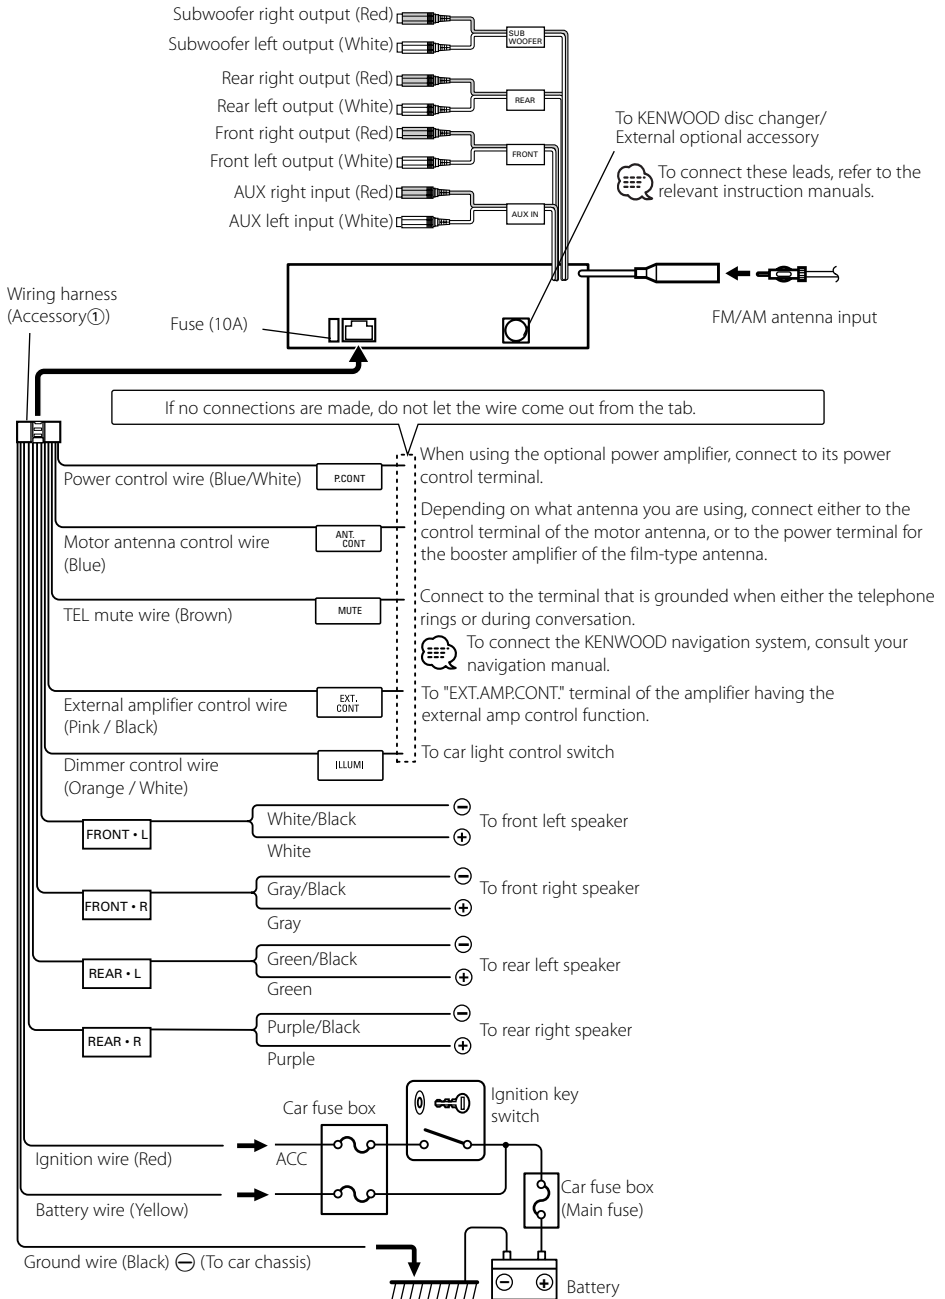 Subwoofer right output (Red)
Subwoofer left output (White)
SUB
WOOFER
Rear right output (Red)
Rear left output (White)
REAR
Front right output (Red)
Front left output (White)
FRONT
AUX right input (Red)
AUX left input (White)
AUX IN
To KENWOOD disc changer/
External optional accessory
To connect these leads, refer to the
relevant instruction manuals.
FM/AM antenna input
Wiring harness
(Accessory①)
Fuse (10A)
If no connections are made, do not let the wire come out from the tab.
Power control wire (Blue/White)
P.CONT
When using the optional power amplifier, connect to its power
control terminal.
Motor antenna control wire
(Blue)
ANT.
CONT
Depending on what antenna you are using, connect either to the
control terminal of the motor antenna, or to the power terminal for
the booster amplifier of the film-type antenna.
TEL mute wire (Brown)
MUTE
Connect to the terminal that is grounded when either the telephone
rings or during conversation.
To connect the KENWOOD navigation system, consult your
navigation manual.
External amplifier control wire
(Pink / Black)
EXT.
CONT
To "EXT.AMP.CONT." terminal of the amplifier having the
external amp control function.
Dimmer control wire
(Orange / White)
ILLUMI
To car light control switch
FRONT • L
White/Black
White
⊖
⊕
To front left speaker
FRONT • R
Gray/Black
Gray
⊖
⊕
To front right speaker
REAR • L
Green/Black
Green
⊖
⊕
To rear left speaker
REAR • R
Purple/Black
Purple
⊖
⊕
To rear right speaker
Ignition key
switch
Car fuse box
Ignition wire (Red)
ACC
Battery wire (Yellow)
Car fuse box
(Main fuse)
Ground wire (Black) ⊖ (To car chassis)
⊖ ⊕
Battery